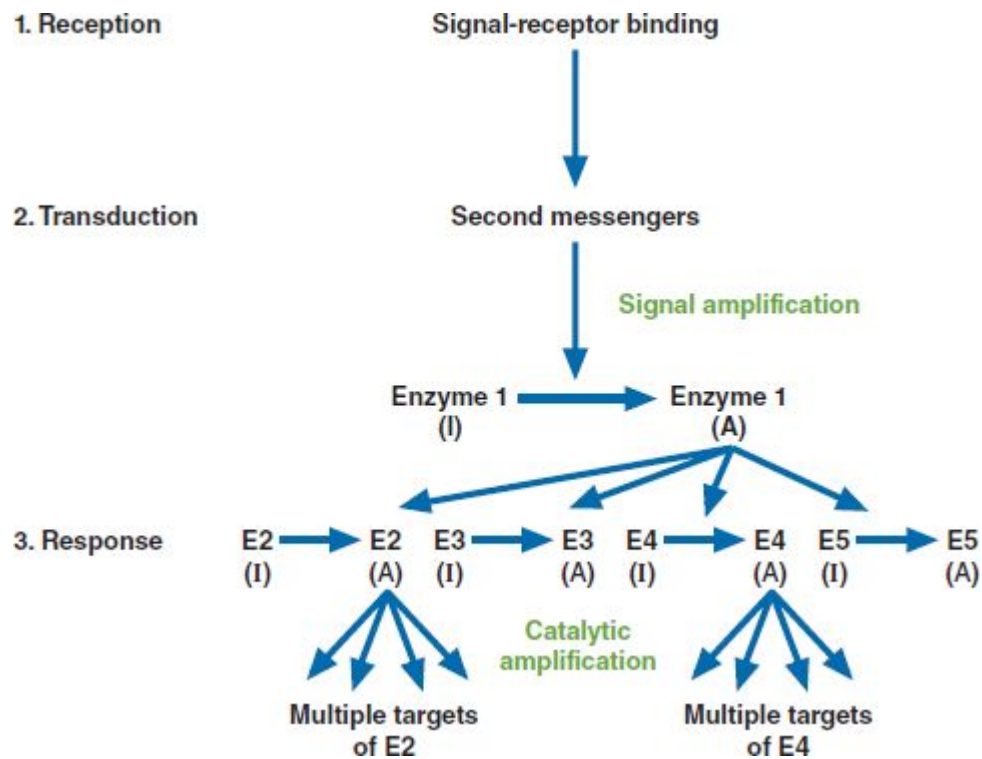 1. Reception Signal-receptor binding
2. Transduction Second messengers
Signal amplification
Enzyme 1 Enzyme 1
(I) (A)
3. Response E2 E2 E3 E3 E4 E4 E5 E5
(I) (A) (I) (A) (I) (A) (I) (A)
Catalytic
amplification
Multiple targets Multiple targets
of E2 of E4